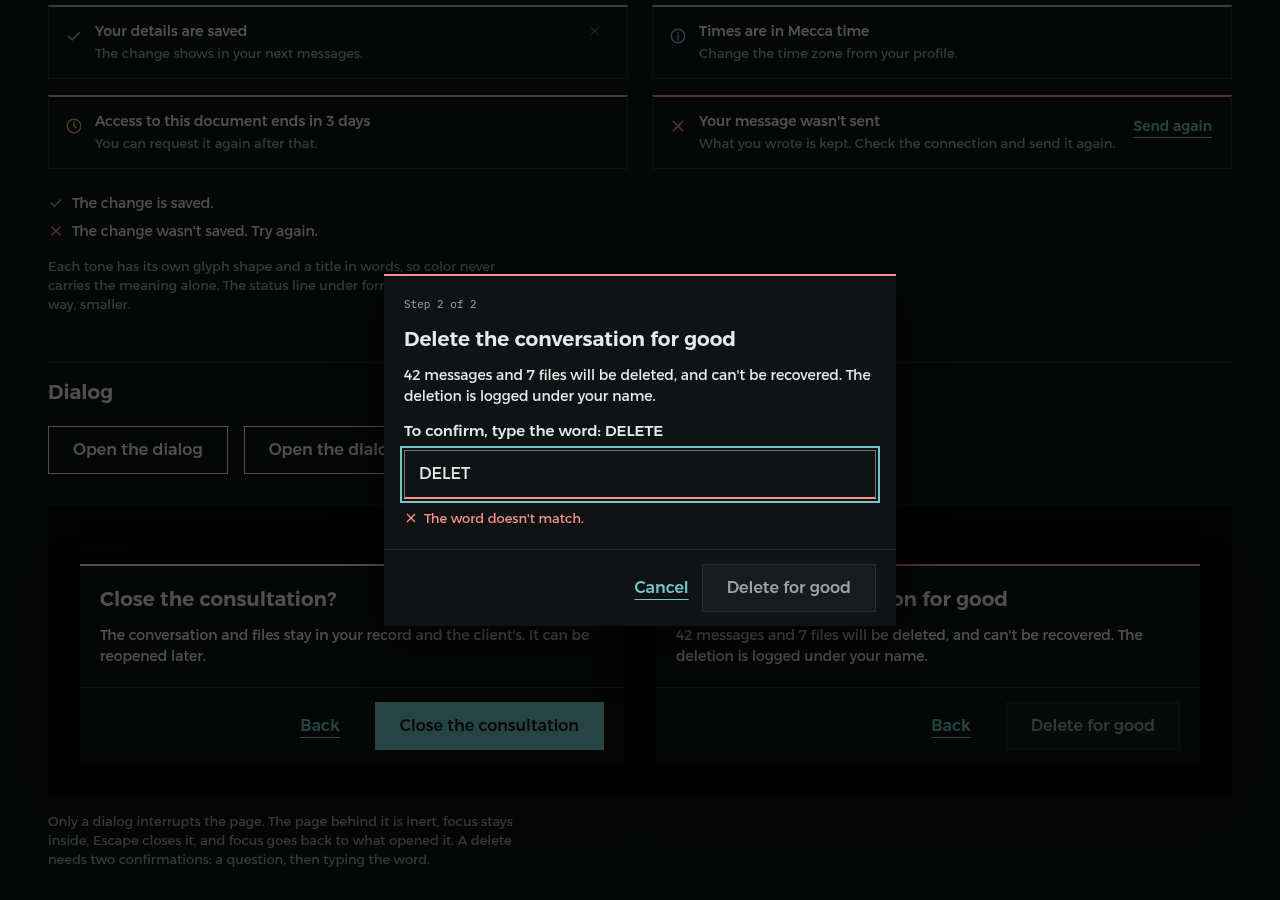 Your details are saved
The change shows in your next messages.
Times are in Mecca time
Change the time zone from your profile.
Access to this document ends in 3 days
You can request it again after that.
Your message wasn't sent
What you wrote is kept. Check the connection and send it again.
Send again
The change is saved.
The change wasn't saved. Try again.
Each tone has its own glyph shape and a title in words, so color never
carries the meaning alone. The status line under
way, smaller.
Dialog
Open the dialog
Open the
Step 2 of 2
Delete the conversation for good
42 messages and 7 files will be deleted, and can't be recovered. The
deletion is logged under your name.
To confirm, type the word: DELETE
DELET
The word doesn't match.
Cancel
Delete for good
Close the consultation?
The conversation and files stay in your record and the client's. It can be
reopened later.
Back
Close the consultation
for good
42 messages and 7 files will be deleted, and can't be recovered. The
deletion is logged under your name.
Back
Delete for good
Only a dialog interrupts the page. The page behind it is inert, focus stays
inside, Escape closes it, and focus goes back to what opened it. A delete
needs two confirmations: a question, then typing the word.